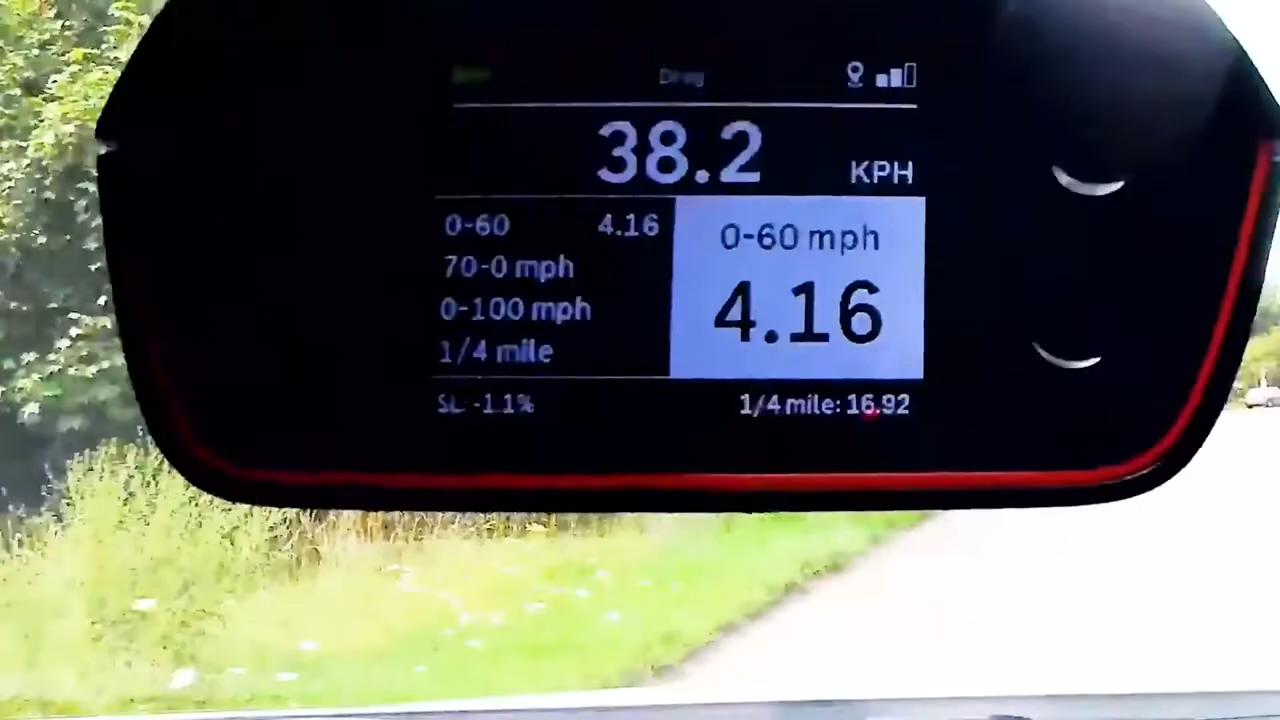 Drag
38.2 KPH
0-60 4.16
70-0 mph
0-100 mph
1/4 mile
0-60 mph
4.16
SL: -1.1%
1/4 mile: 16.92